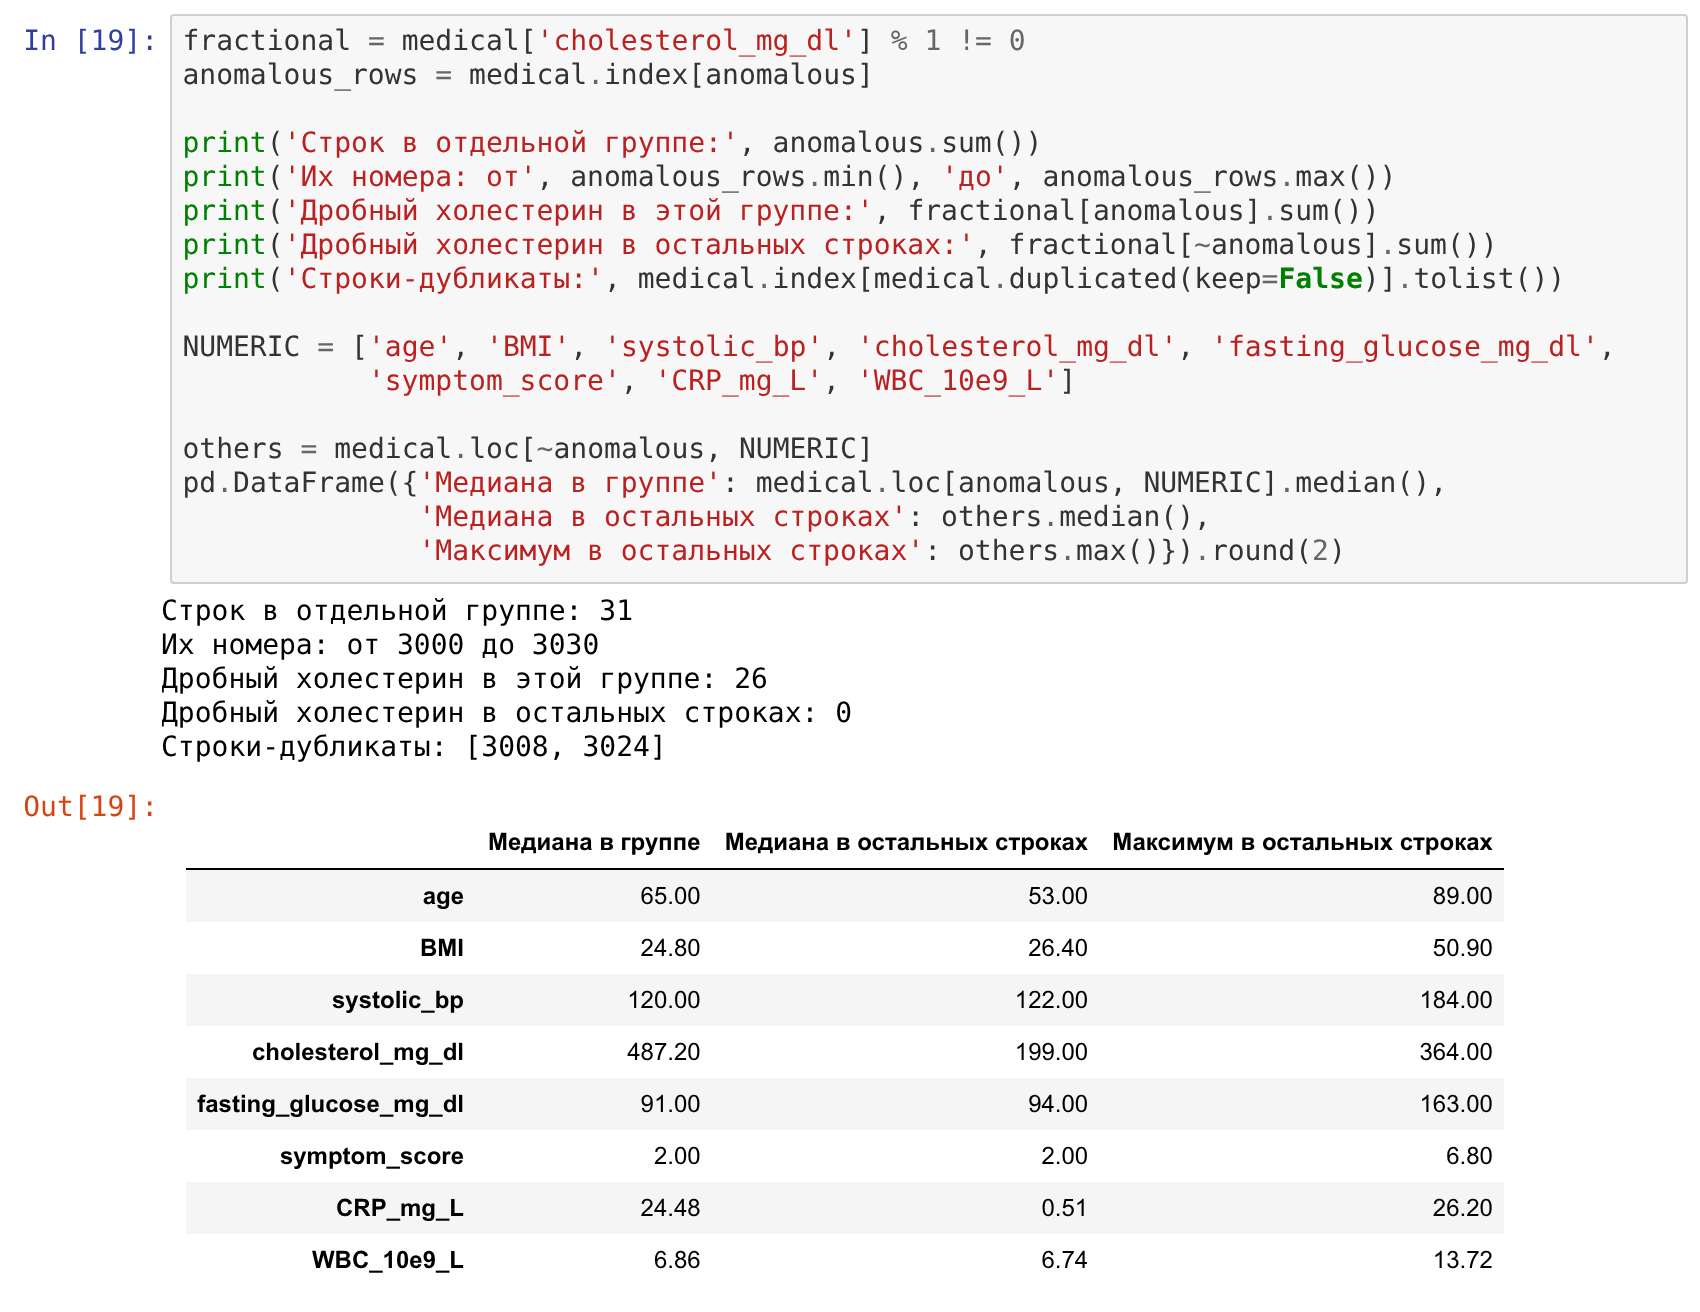 In [19]: fractional = medical['cholesterol_mg_dl'] % 1 != 0
anomalous_rows = medical.index[anomalous]
print('Строк в отдельной группе:', anomalous.sum())
print('Их номера: от', anomalous_rows.min(), 'до', anomalous_rows.max())
print('Дробный холестерин в этой группе:', fractional[anomalous].sum())
print('Дробный холестерин в остальных строках:', fractional[~anomalous].sum())
print('Строки-дубликаты:', medical.index[medical.duplicated(keep=False)].tolist())
NUMERIC = ['age', 'BMI', 'systolic_bp', 'cholesterol_mg_dl', 'fasting_glucose_mg_dl',
'symptom_score', 'CRP_mg_L', 'WBC_10e9_L']
others = medical.loc[~anomalous, NUMERIC]
pd.DataFrame({'Медиана в группе': medical.loc[anomalous, NUMERIC].median(),
'Медиана в остальных строках': others.median(),
'Максимум в остальных строках': others.max()}).round(2)
Строк в отдельной группе: 31
Их номера: от 3000 до 3030
Дробный холестерин в этой группе: 26
Дробный холестерин в остальных строках: 0
Строки-дубликаты: [3008, 3024]
Out[19]:
Медиана в группе Медиана в остальных строках Максимум в остальных строках
age 65.00 53.00 89.00
BMI 24.80 26.40 50.90
systolic_bp 120.00 122.00 184.00
cholesterol_mg_dl 487.20 199.00 364.00
fasting_glucose_mg_dl 91.00 94.00 163.00
symptom_score 2.00 2.00 6.80
CRP_mg_L 24.48 0.51 26.20
WBC_10e9_L 6.86 6.74 13.72